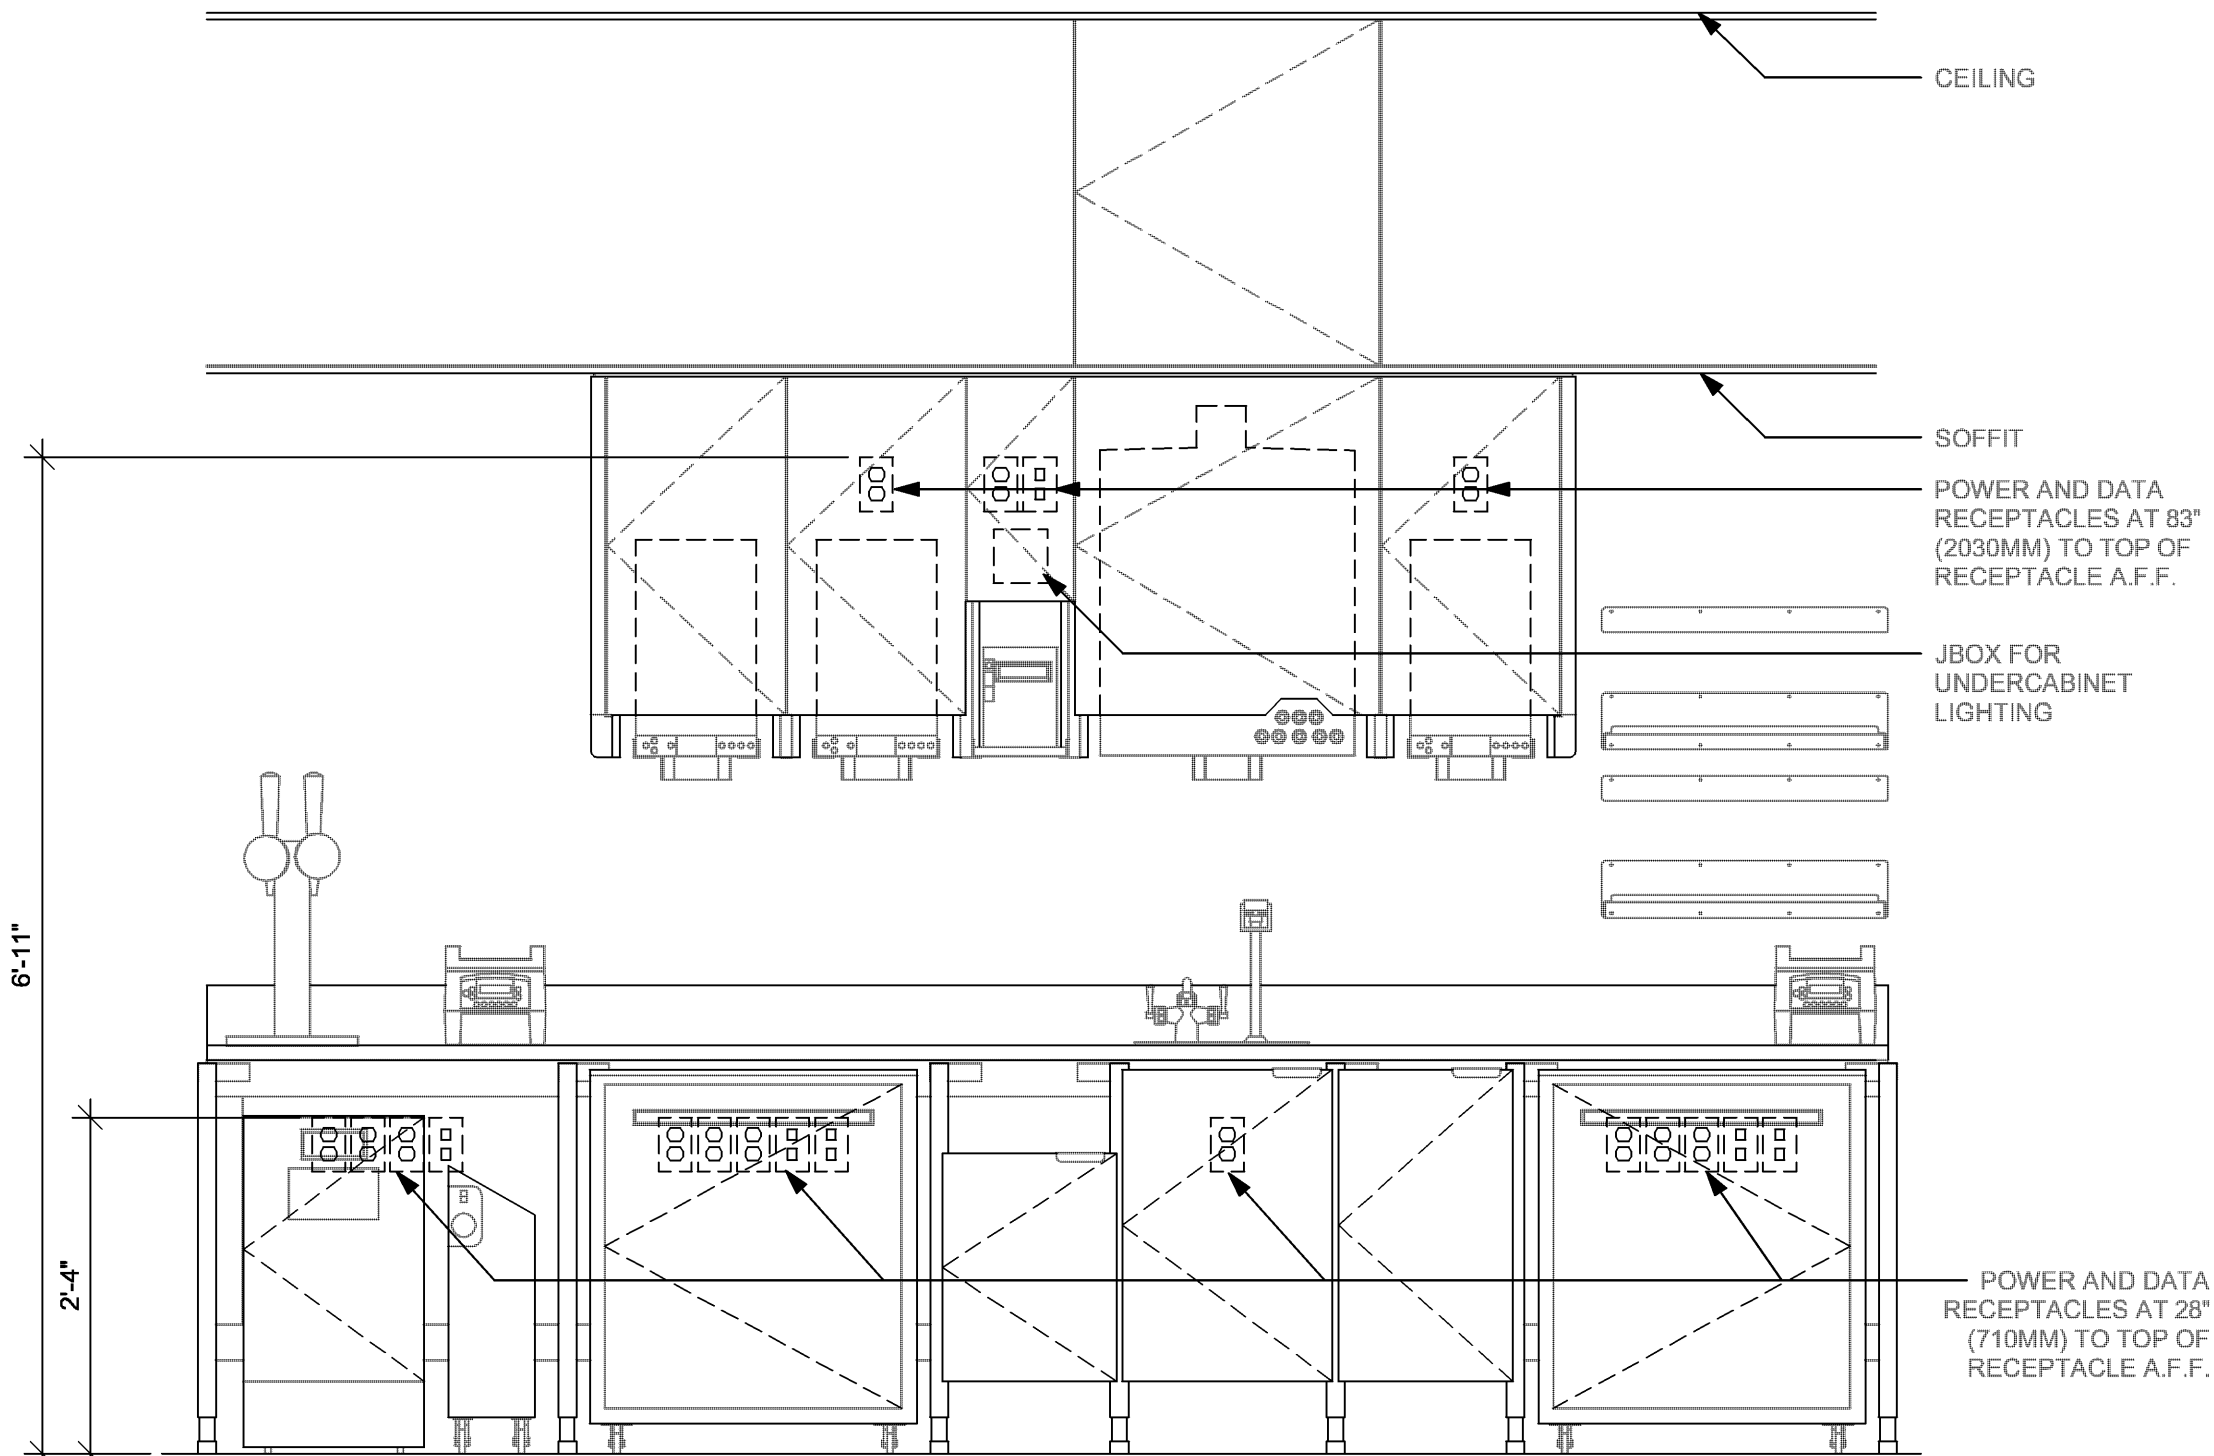 CEILING
SOFFIT
POWER AND DATA
RECEPTACLES AT 83"
(2030MM) TO TOP OF
RECEPTACLE A.F.F.
JBOX FOR
UNDERCABINET
LIGHTING
6'-11"
2'-4"
POWER AND DATA
RECEPTACLES AT 28"
(710MM) TO TOP OF
RECEPTACLE A.F.F.